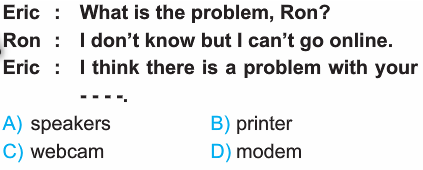 Eric : What is the problem, Ron?
Ron : I don't know but I can't go online.
Eric : I think there is a problem with your
- - - -.
A) speakers B) printer
C) webcam D) modem